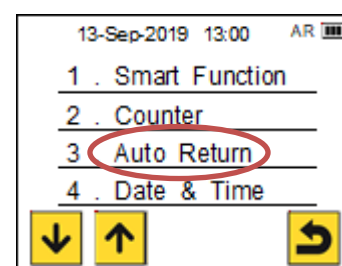 13-Sep-2019 13:00 AR
1 . Smart Function
2 . Counter
3 Auto Return
4 . Date & Time